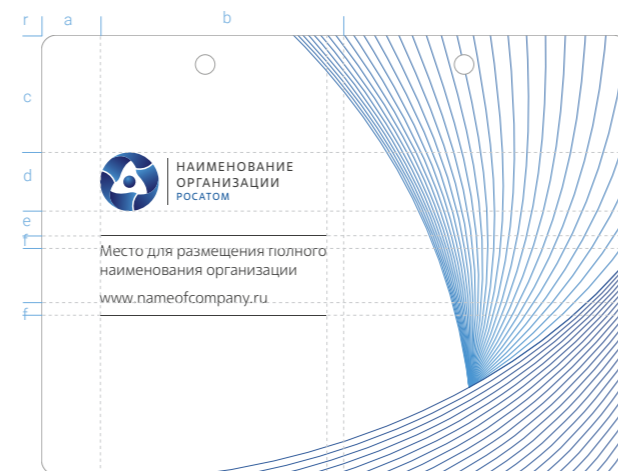 r a b
c
d
e
f
f
НАИМЕНОВАНИЕ
ОРГАНИЗАЦИИ
РОСАТОМ
Место для размещения полного
наименования организации
www.nameofcompany.ru